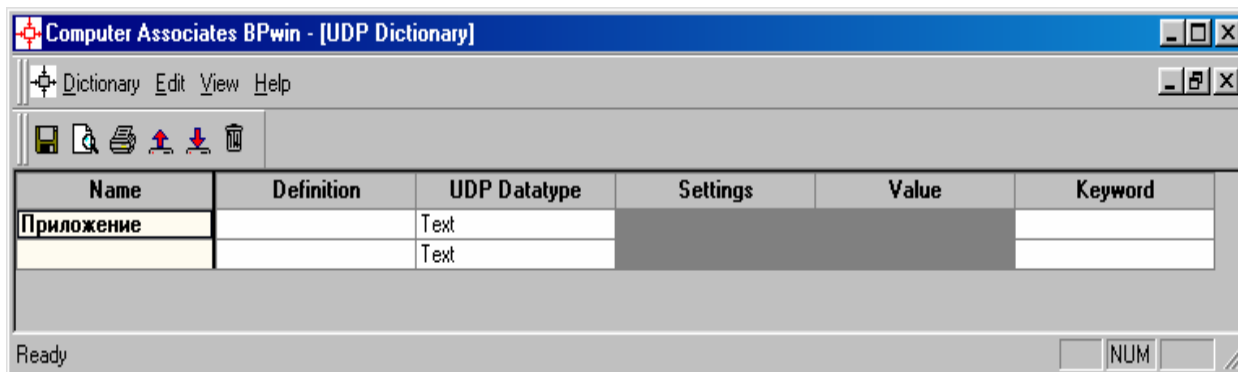 Computer Associates BPwin - [UDP Dictionary]
Dictionary Edit View Help
Name Definition UDP Datatype Settings Value Keyword
Приложение Text
Text
Ready NUM